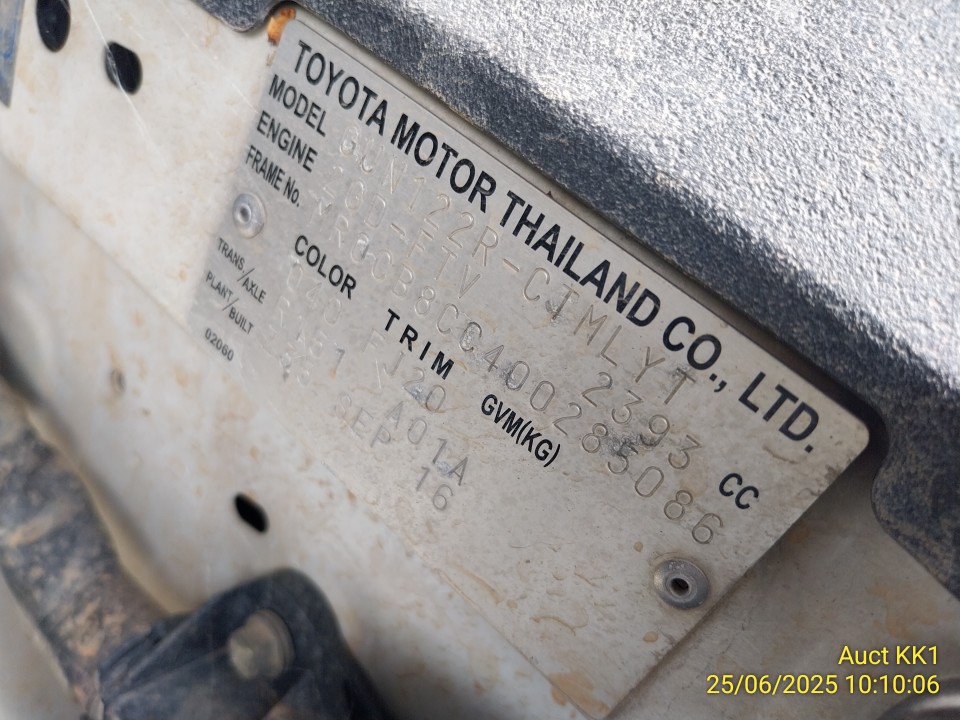 TOYOTA MOTOR THAILAND CO., LTD.
MODEL GUN122R-CTMLYT
ENGINE 2GD-FTV 2393 CC
FRAME No. MR0CB8CC400285086
COLOR 040 TRIM FJ20 GVM(KG)
TRANS/AXLE A01A
PLANT/BUILT SEP 16
02060
Auct KK1
25/06/2025 10:10:06